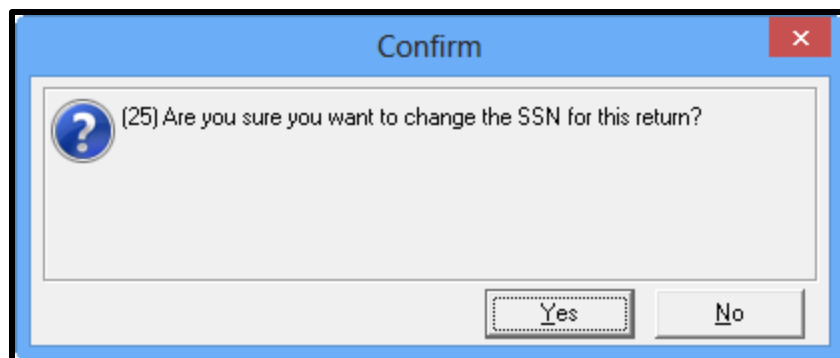 Confirm
(25) Are you sure you want to change the SSN for this return?
Yes
No